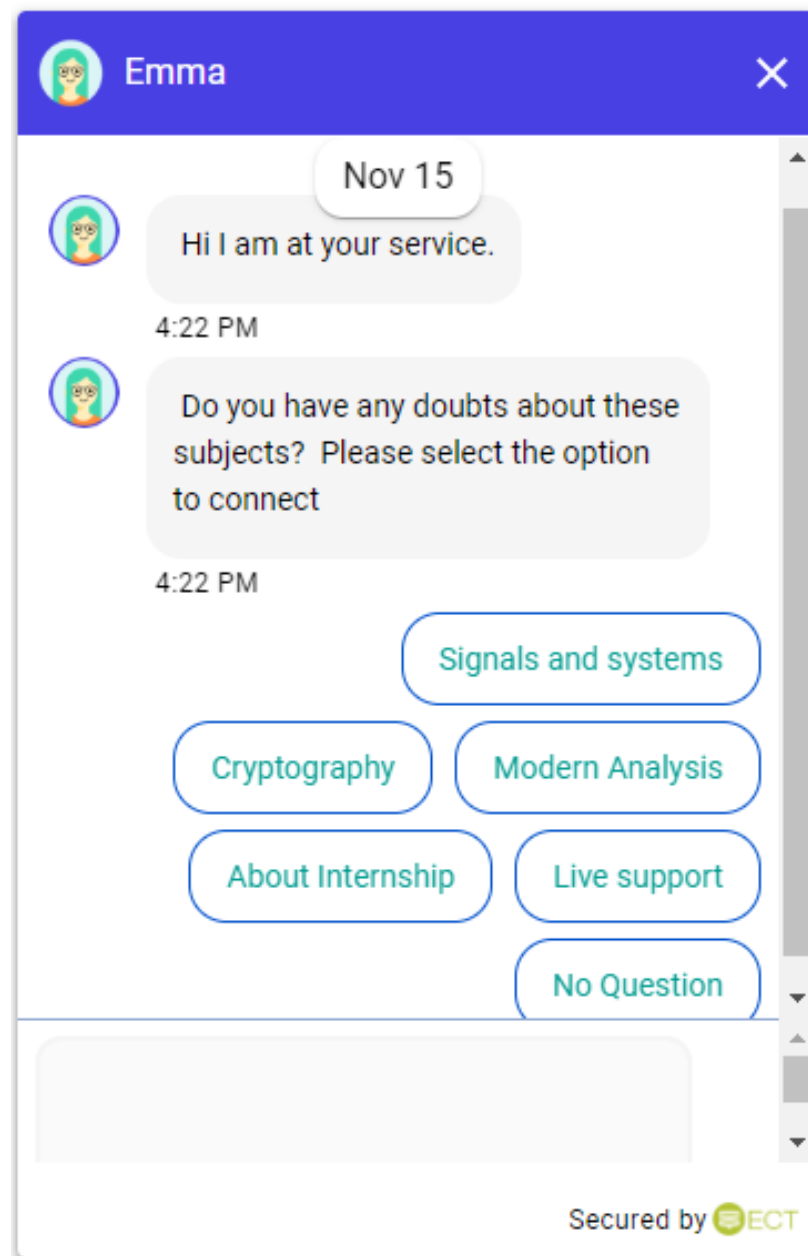 Emma
Nov 15
Hi I am at your service.
4:22 PM
Do you have any doubts about these
subjects?  Please select the option
to connect
4:22 PM
Signals and systems
Cryptography
Modern Analysis
About Internship
Live support
No Question
Secured by ECT